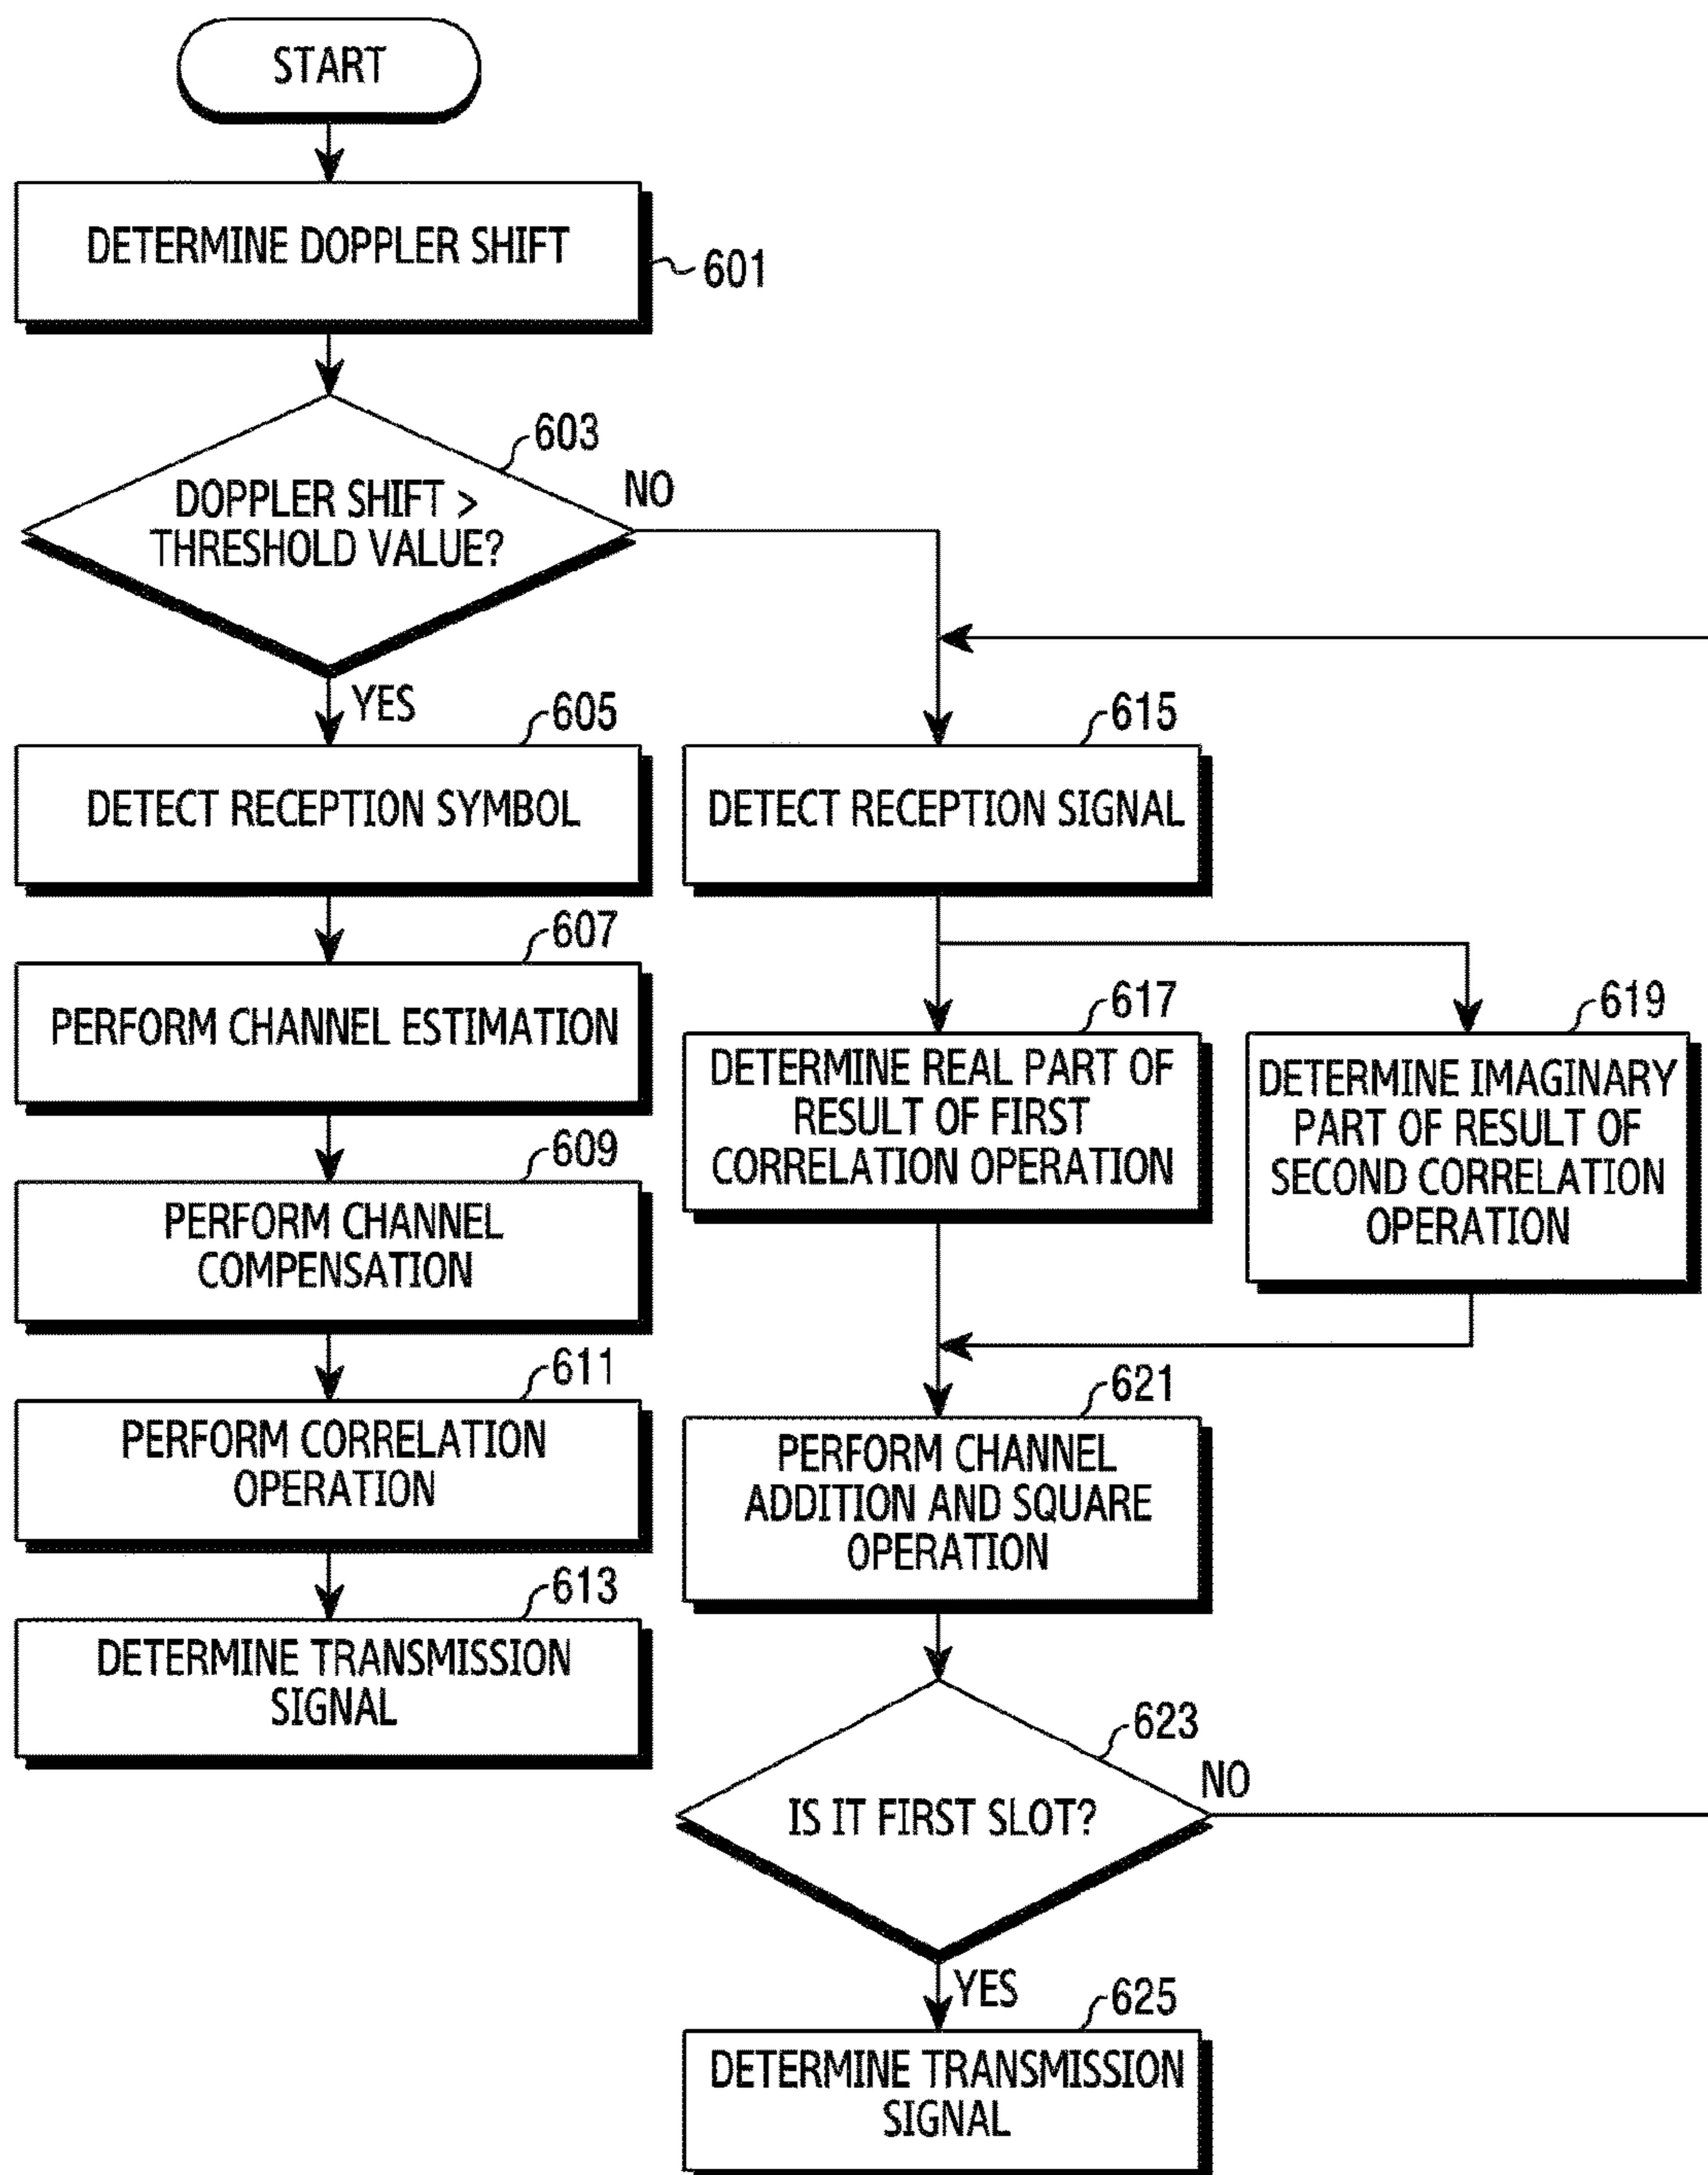 START
DETERMINE DOPPLER SHIFT
601
603
DOPPLER SHIFT >
THRESHOLD VALUE?
NO
YES
605
DETECT RECEPTION SYMBOL
607
PERFORM CHANNEL ESTIMATION
609
PERFORM CHANNEL
COMPENSATION
611
PERFORM CORRELATION
OPERATION
613
DETERMINE TRANSMISSION
SIGNAL
615
DETECT RECEPTION SIGNAL
617
DETERMINE REAL PART OF
RESULT OF FIRST
CORRELATION OPERATION
619
DETERMINE IMAGINARY
PART OF RESULT OF
SECOND CORRELATION
OPERATION
621
PERFORM CHANNEL
ADDITION AND SQUARE
OPERATION
623
IS IT FIRST SLOT?
NO
YES
625
DETERMINE TRANSMISSION
SIGNAL